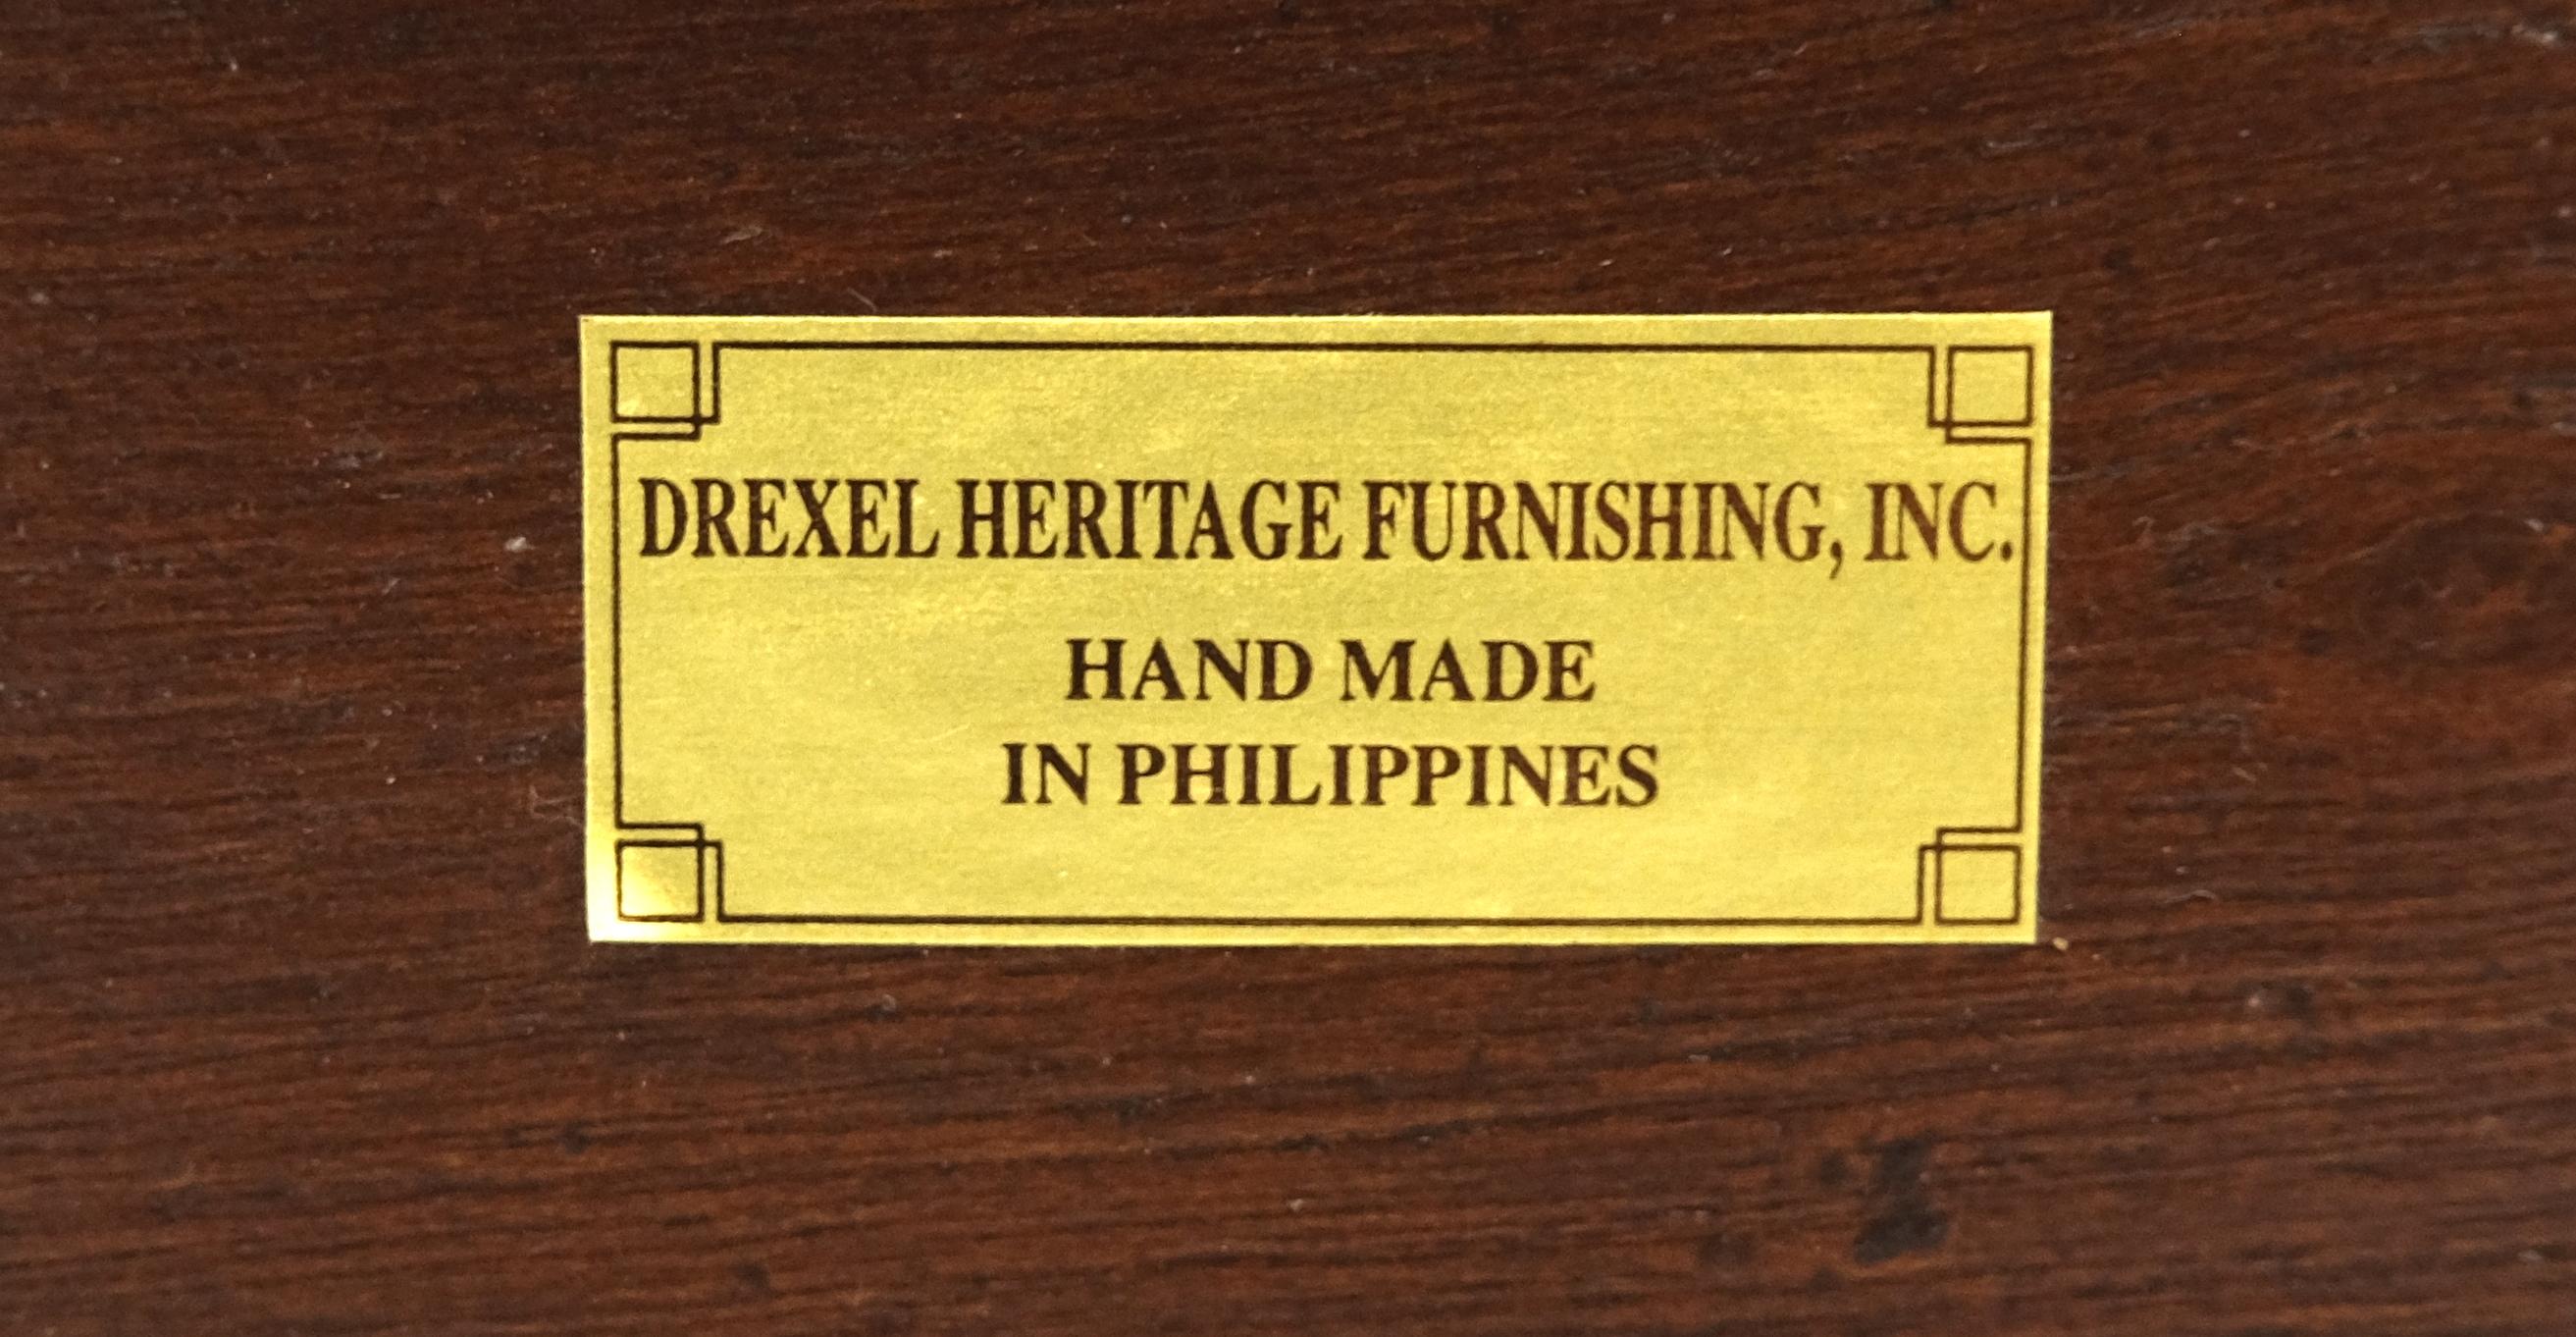 DREXEL HERITAGE FURNISHING, INC.
HAND MADE
IN PHILIPPINES